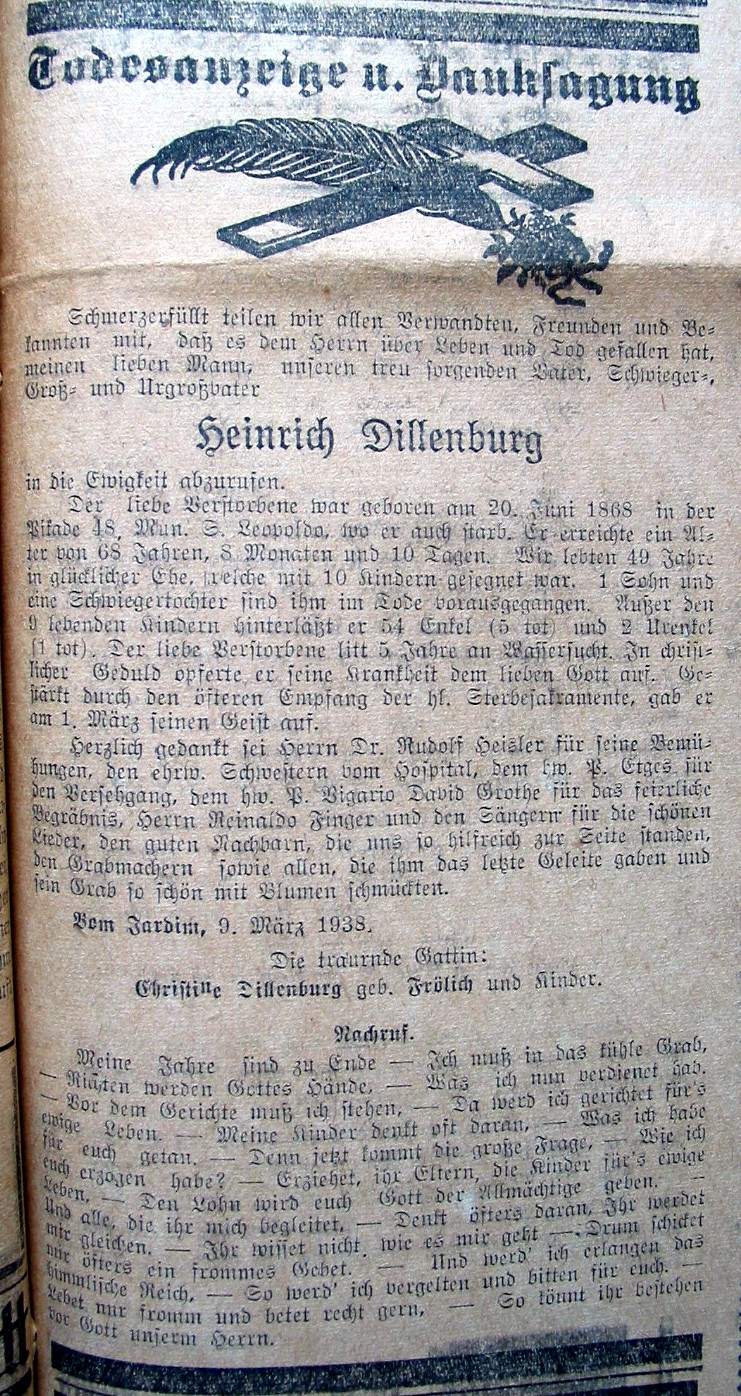 Todesanzeige u. Danksagung
Schmerzerfüllt teilen wir allen Verwandten, Freunden und Be-
kannten mit, daß es dem Herrn über Leben und Tod gefallen hat,
meinen lieben Mann, unseren treu sorgenden Vater, Schwieger-,
Groß- und Urgroßvater
Heinrich Dillenburg
in die Ewigkeit abzurufen.
Der liebe Verstorbene war geboren am 20. Juni 1868 in der
Pikade 48, Mun. S. Leopoldo, wo er auch starb. Er erreichte ein Al-
ter von 68 Jahren, 8 Monaten und 10 Tagen. Wir lebten 49 Jahre
in glücklicher Ehe, welche mit 10 Kindern gesegnet war. 1 Sohn und
eine Schwiegertochter sind ihm im Tode vorausgegangen. Außer den
9 lebenden Kindern hinterläßt er 54 Enkel (5 tot) und 2 Urenkel
(1 tot). Der liebe Verstorbene litt 5 Jahre an Wassersucht. In christ-
licher Geduld opferte er seine Krankheit dem lieben Gott auf. Ge-
stärkt durch den öfteren Empfang der hl. Sterbesakramente, gab er
am 1. März seinen Geist auf.
Herzlich gedankt sei Herrn Dr. Rudolf Heisler für seine Bemü-
hungen, den ehrw. Schwestern vom Hospital, dem hw. P. Etges für
den Versehgang, dem hw. P. Vigario David Grothe für das feierliche
Begräbnis, Herrn Reinaldo Finger und den Sängern für die schönen
Lieder, den guten Nachbarn, die uns so hilfreich zur Seite standen,
den Grabmachern sowie allen, die ihm das letzte Geleite gaben und
sein Grab so schön mit Blumen schmückten.
Vom Jardim, 9. März 1938.
Die traurnde Gattin:
Christine Dillenburg geb. Frölich und Kinder.
Nachruf.
Meine Jahre sind zu Ende — Ich muß in das kühle Grab,
— Richten werden Gottes Hände, — Was ich nun verdienet hab.
— Vor dem Gerichte muß ich stehen, — Da werd ich gerichtet für's
ewige Leben. — Meine Kinder denkt oft daran, — Was ich habe
für euch getan. — Denn jetzt kommt die große Frage, — Wie ich
euch erzogen habe? — Erziehet, ihr Eltern, die Kinder für's ewige
Leben, — Den Lohn wird euch Gott der Allmächtige geben. —
Und alle, die ihr mich begleitet, — Denkt öfters daran, Ihr werdet
mir gleichen. — Ihr wisset nicht, wie es mir geht —. Drum schicket
mir öfters ein frommes Gebet. — Und werd' ich erlangen das
himmlische Reich, — So werd' ich vergelten und bitten für euch. —
Lebet nur fromm und betet recht gern, — So könnt ihr bestehen
vor Gott unserm Herrn.